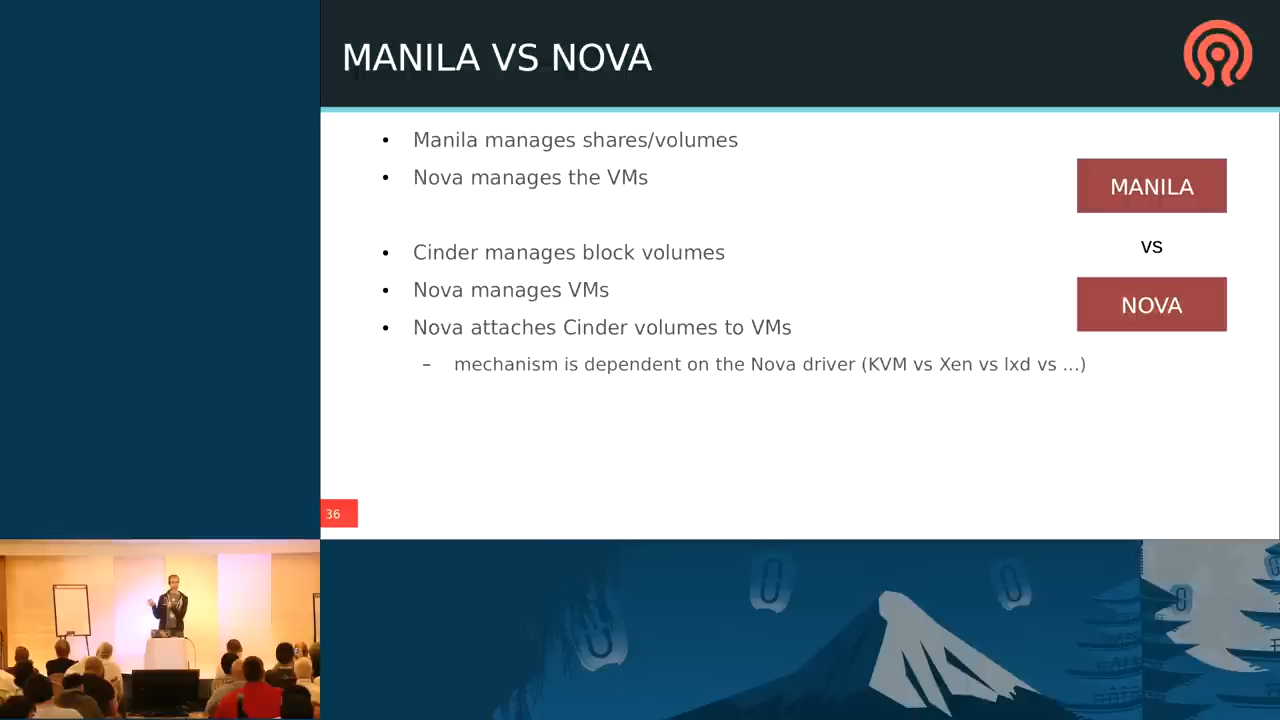 MANILA VS NOVA
• Manila manages shares/volumes
• Nova manages the VMs
• Cinder manages block volumes
• Nova manages VMs
• Nova attaches Cinder volumes to VMs
– mechanism is dependent on the Nova driver (KVM vs Xen vs lxd vs ...)
MANILA
vs
NOVA
36